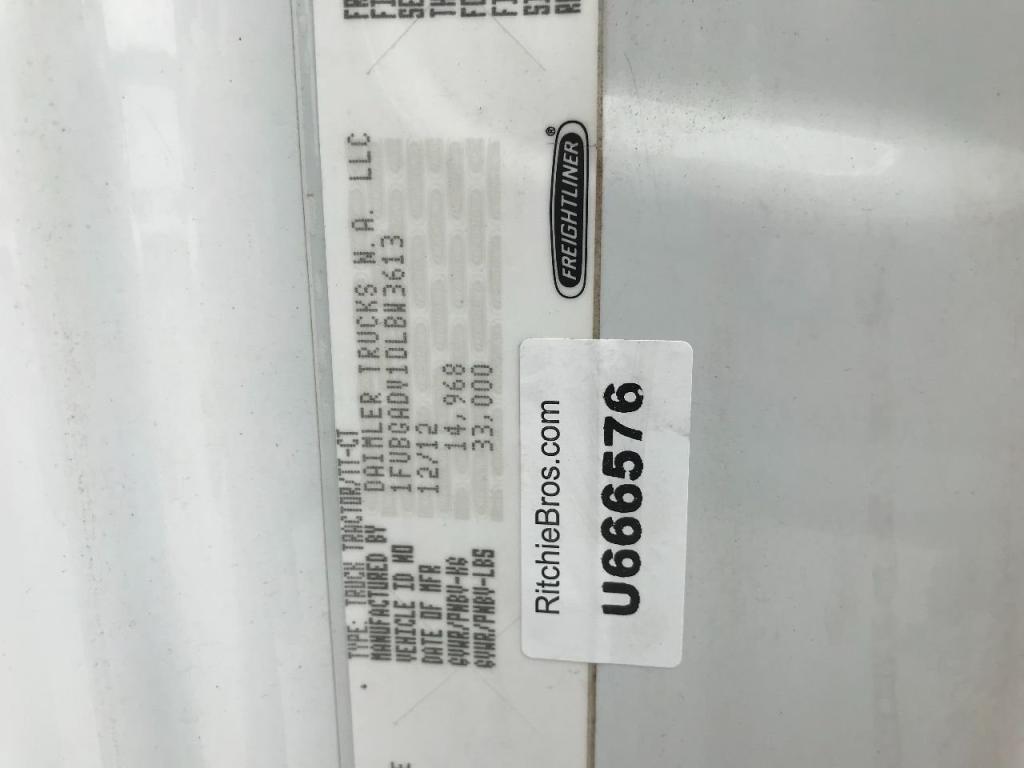 TYPE: TRUCK TRACTOR/TT-CT
MANUFACTURED BY DAIMLER TRUCKS N.A. LLC
VEHICLE ID NO 1FUBGADV1DLBW3613
DATE OF MFR 12/12
GVWR/PNBV-KG 14,968
GVWR/PNBV-LBS 33,000
FREIGHTLINER®
RitchieBros.com
U666576